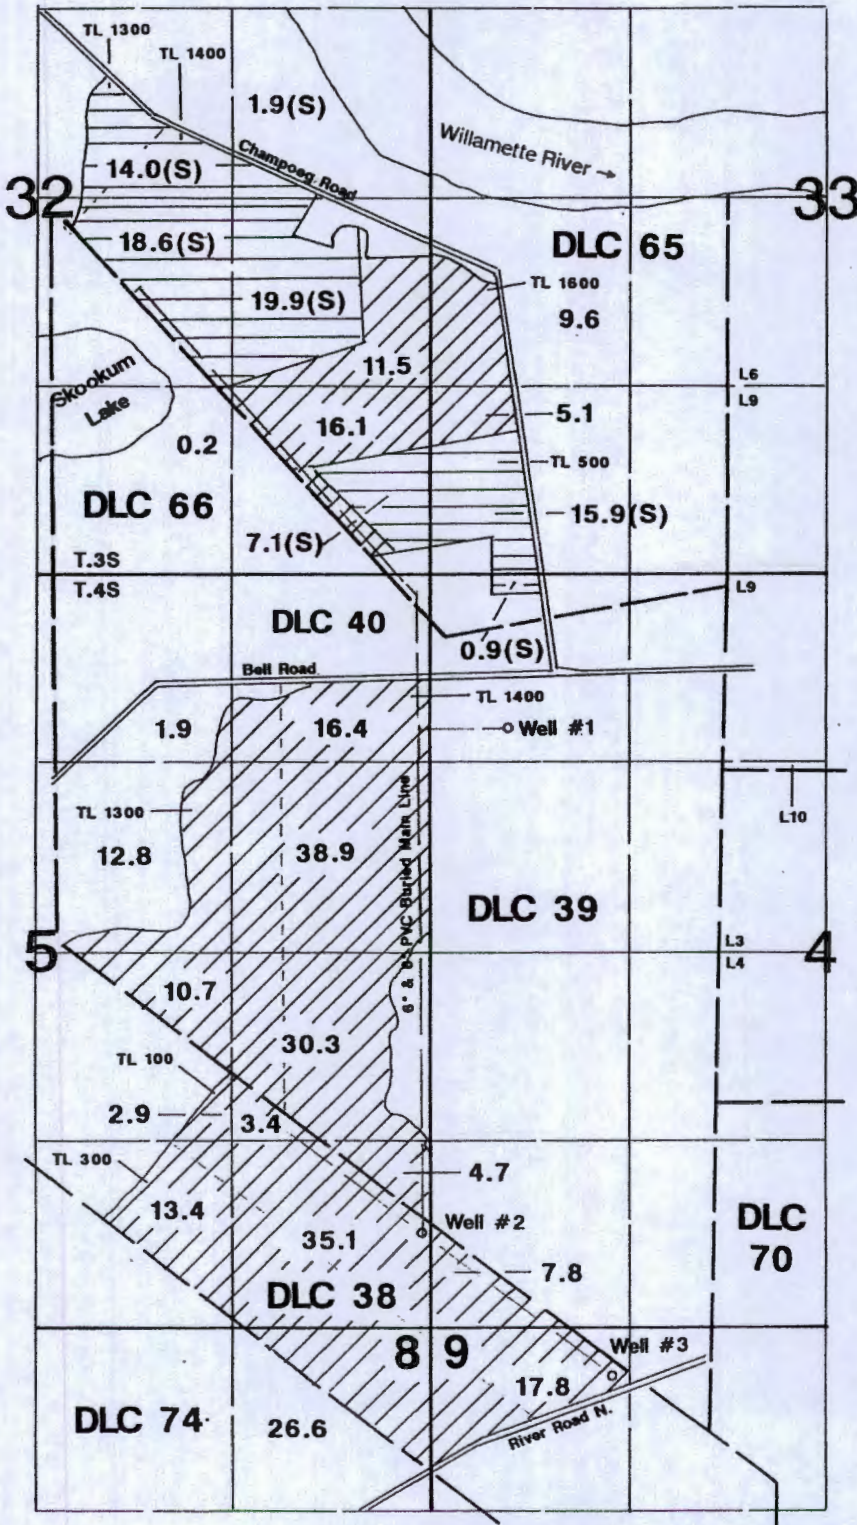 TL 1300
TL 1400
1.9(S)
Willamette River →
Champoeg Road
14.0(S)
32
33
18.6(S)
DLC 65
TL 1600
19.9(S)
9.6
11.5
L6
L9
Skookum
Lake
5.1
16.1
0.2
TL 500
DLC 66
15.9(S)
7.1(S)
T.3S
T.4S
L9
DLC 40
0.9(S)
Bell Road
TL 1400
1.9
16.4
Well #1
TL 1300
L10
12.8
38.9
6" & 8" PVC Buried Main Line
DLC 39
5
L3
L4
4
10.7
30.3
TL 100
2.9
3.4
TL 300
4.7
13.4
Well #2
DLC
70
35.1
7.8
DLC 38
8 9
Well #3
17.8
DLC 74
26.6
River Road N.